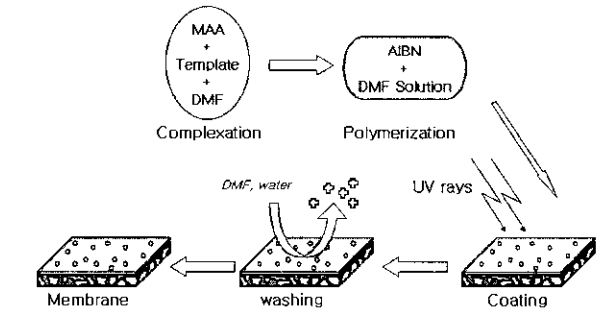 MAA
+
Template
+
DMF
Complexation
AIBN
+
DMF Solution
Polymerization
UV rays
DMF, water
Membrane
washing
Coating